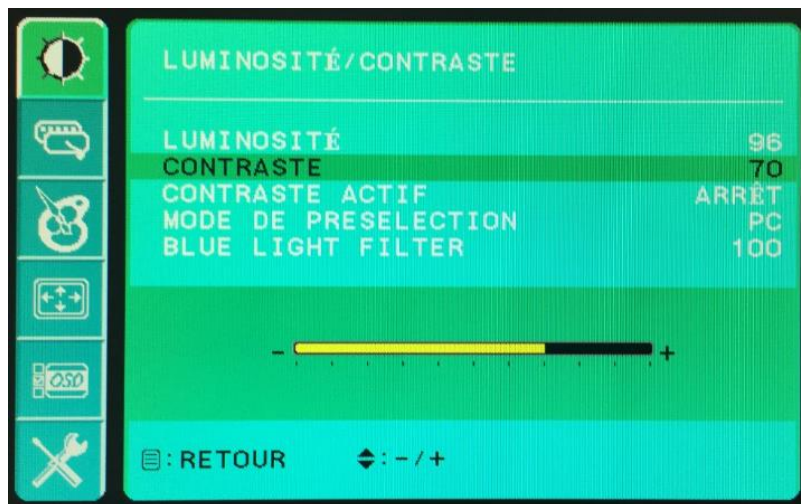 LUMINOSITÉ/CONTRASTE
LUMINOSITÉ 96
CONTRASTE 70
CONTRASTE ACTIF ARRÊT
MODE DE PRESELECTION PC
BLUE LIGHT FILTER 100
- +
OSD
:RETOUR :-/+